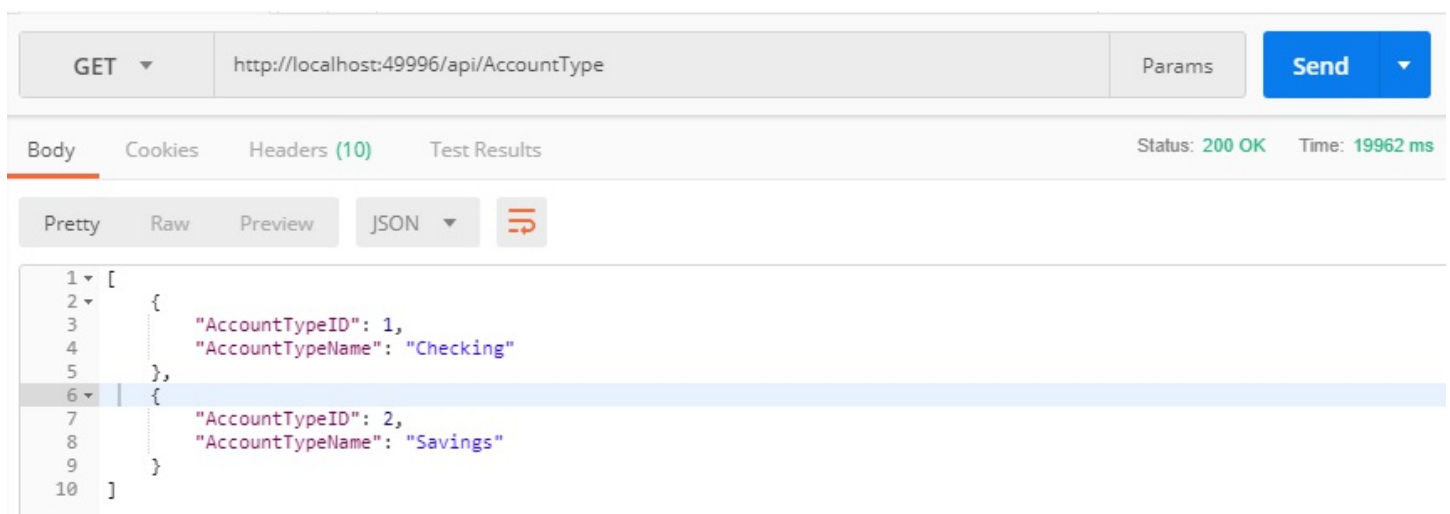 GET http://localhost:49996/api/AccountType Params Send
Body Cookies Headers (10) Test Results Status: 200 OK Time: 19962 ms
Pretty Raw Preview JSON
1 [
2 {
3 "AccountTypeID": 1,
4 "AccountTypeName": "Checking"
5 },
6 {
7 "AccountTypeID": 2,
8 "AccountTypeName": "Savings"
9 }
10 ]